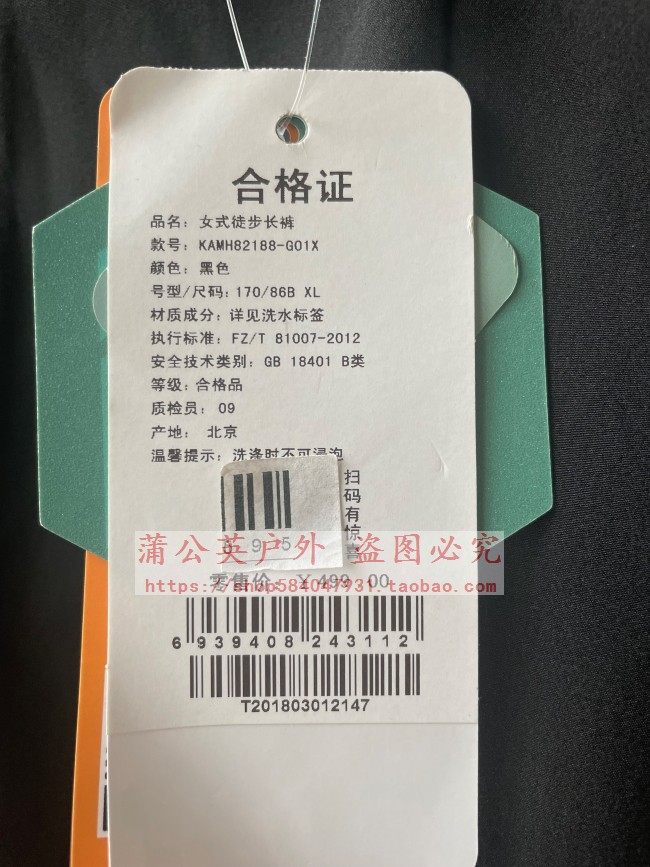 合格证
品名: 女式徒步长裤
款号: KAMH82188-G01X
颜色: 黑色
号型/尺码: 170/86B XL
材质成分: 详见洗水标签
执行标准: FZ/T 81007-2012
安全技术类别: GB 18401 B类
等级: 合格品
质检员: 09
产地: 北京
温馨提示: 洗涤时不可浸泡
扫码有惊喜
9 5
蒲公英户外 盗图必究
https://shop584047931.taobao.com
零售价: ¥ 499.00
6 939408 243112
T201803012147